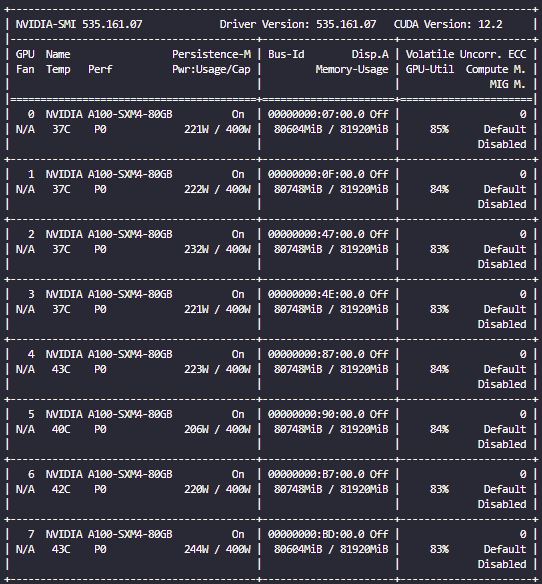 +-----------------------------------------------------------------------------+
| NVIDIA-SMI 535.161.07           Driver Version: 535.161.07   CUDA Version: 12.2     |
|-----------------------------------+--------------------+--------------------+
| GPU  Name                    Persistence-M | Bus-Id          Disp.A | Volatile Uncorr. ECC |
| Fan  Temp   Perf             Pwr:Usage/Cap |         Memory-Usage | GPU-Util  Compute M. |
|                                            |                      |               MIG M. |
|===================================+====================+====================|
|   0  NVIDIA A100-SXM4-80GB         On  | 00000000:07:00.0 Off |                    0 |
| N/A   37C    P0           221W / 400W |  80604MiB / 81920MiB |     85%      Default |
|                                       |                      |             Disabled |
+-----------------------------------+--------------------+--------------------+
|   1  NVIDIA A100-SXM4-80GB         On  | 00000000:0F:00.0 Off |                    0 |
| N/A   37C    P0           222W / 400W |  80748MiB / 81920MiB |     84%      Default |
|                                       |                      |             Disabled |
+-----------------------------------+--------------------+--------------------+
|   2  NVIDIA A100-SXM4-80GB         On  | 00000000:47:00.0 Off |                    0 |
| N/A   37C    P0           232W / 400W |  80748MiB / 81920MiB |     83%      Default |
|                                       |                      |             Disabled |
+-----------------------------------+--------------------+--------------------+
|   3  NVIDIA A100-SXM4-80GB         On  | 00000000:4E:00.0 Off |                    0 |
| N/A   37C    P0           221W / 400W |  80748MiB / 81920MiB |     83%      Default |
|                                       |                      |             Disabled |
+-----------------------------------+--------------------+--------------------+
|   4  NVIDIA A100-SXM4-80GB         On  | 00000000:87:00.0 Off |                    0 |
| N/A   43C    P0           223W / 400W |  80748MiB / 81920MiB |     84%      Default |
|                                       |                      |             Disabled |
+-----------------------------------+--------------------+--------------------+
|   5  NVIDIA A100-SXM4-80GB         On  | 00000000:90:00.0 Off |                    0 |
| N/A   40C    P0           206W / 400W |  80748MiB / 81920MiB |     84%      Default |
|                                       |                      |             Disabled |
+-----------------------------------+--------------------+--------------------+
|   6  NVIDIA A100-SXM4-80GB         On  | 00000000:B7:00.0 Off |                    0 |
| N/A   42C    P0           220W / 400W |  80748MiB / 81920MiB |     83%      Default |
|                                       |                      |             Disabled |
+-----------------------------------+--------------------+--------------------+
|   7  NVIDIA A100-SXM4-80GB         On  | 00000000:BD:00.0 Off |                    0 |
| N/A   43C    P0           244W / 400W |  80604MiB / 81920MiB |     83%      Default |
|                                       |                      |             Disabled |
+-----------------------------------+--------------------+--------------------+